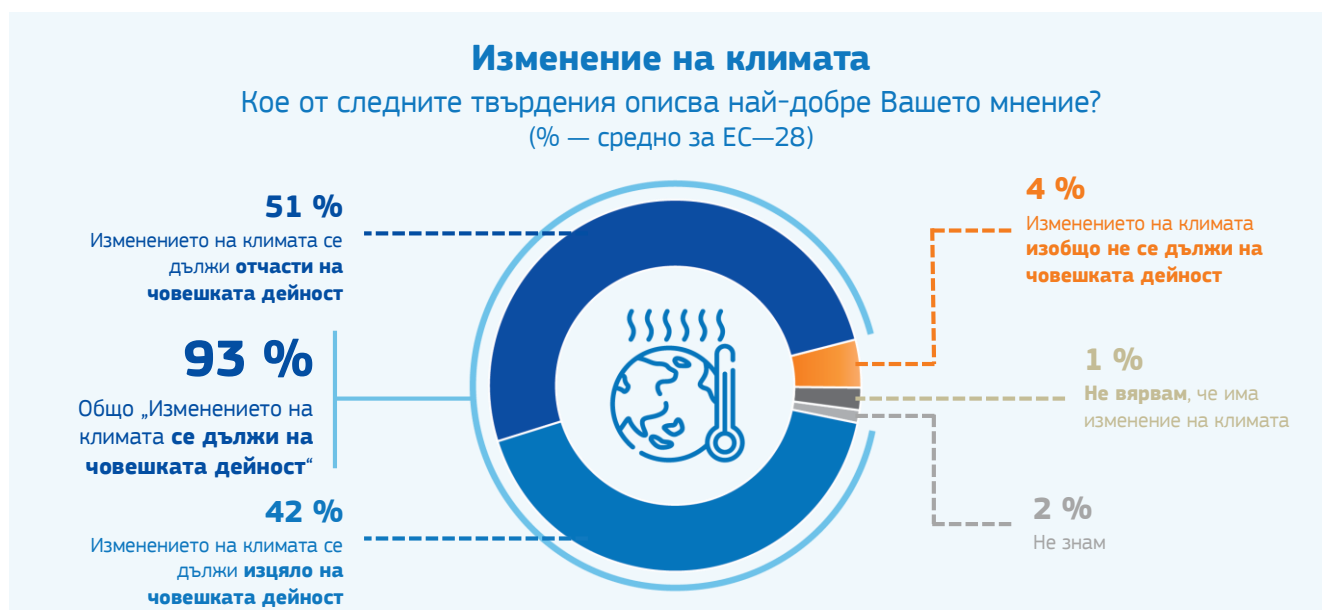 Изменение на климата
Кое от следните твърдения описва най-добре Вашето мнение?
(% — средно за ЕС—28)
51 %
Изменението на климата се
дължи отчасти на
човешката дейност
93 %
Общо „Изменението на
климата се дължи на
човешката дейност“
42 %
Изменението на климата се
дължи изцяло на
човешката дейност
4 %
Изменението на климата
изобщо не се дължи на
човешката дейност
1 %
Не вярвам, че има
изменение на климата
2 %
Не знам